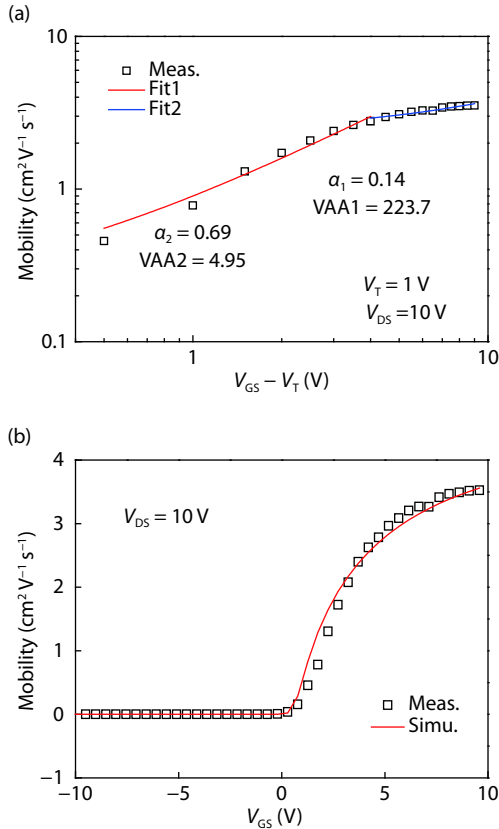 (a)
10
Meas.
Fit1
Fit2
1
0.1
Mobility (cm² V⁻¹ s⁻¹)
α₁ = 0.14
VAA1 = 223.7
α₂ = 0.69
VAA2 = 4.95
V_T = 1 V
V_DS =10 V
1
10
V_GS − V_T (V)
(b)
4
3
2
1
0
−1
Mobility (cm² V⁻¹ s⁻¹)
V_DS = 10 V
Meas.
Simu.
−10
−5
0
5
10
V_GS (V)